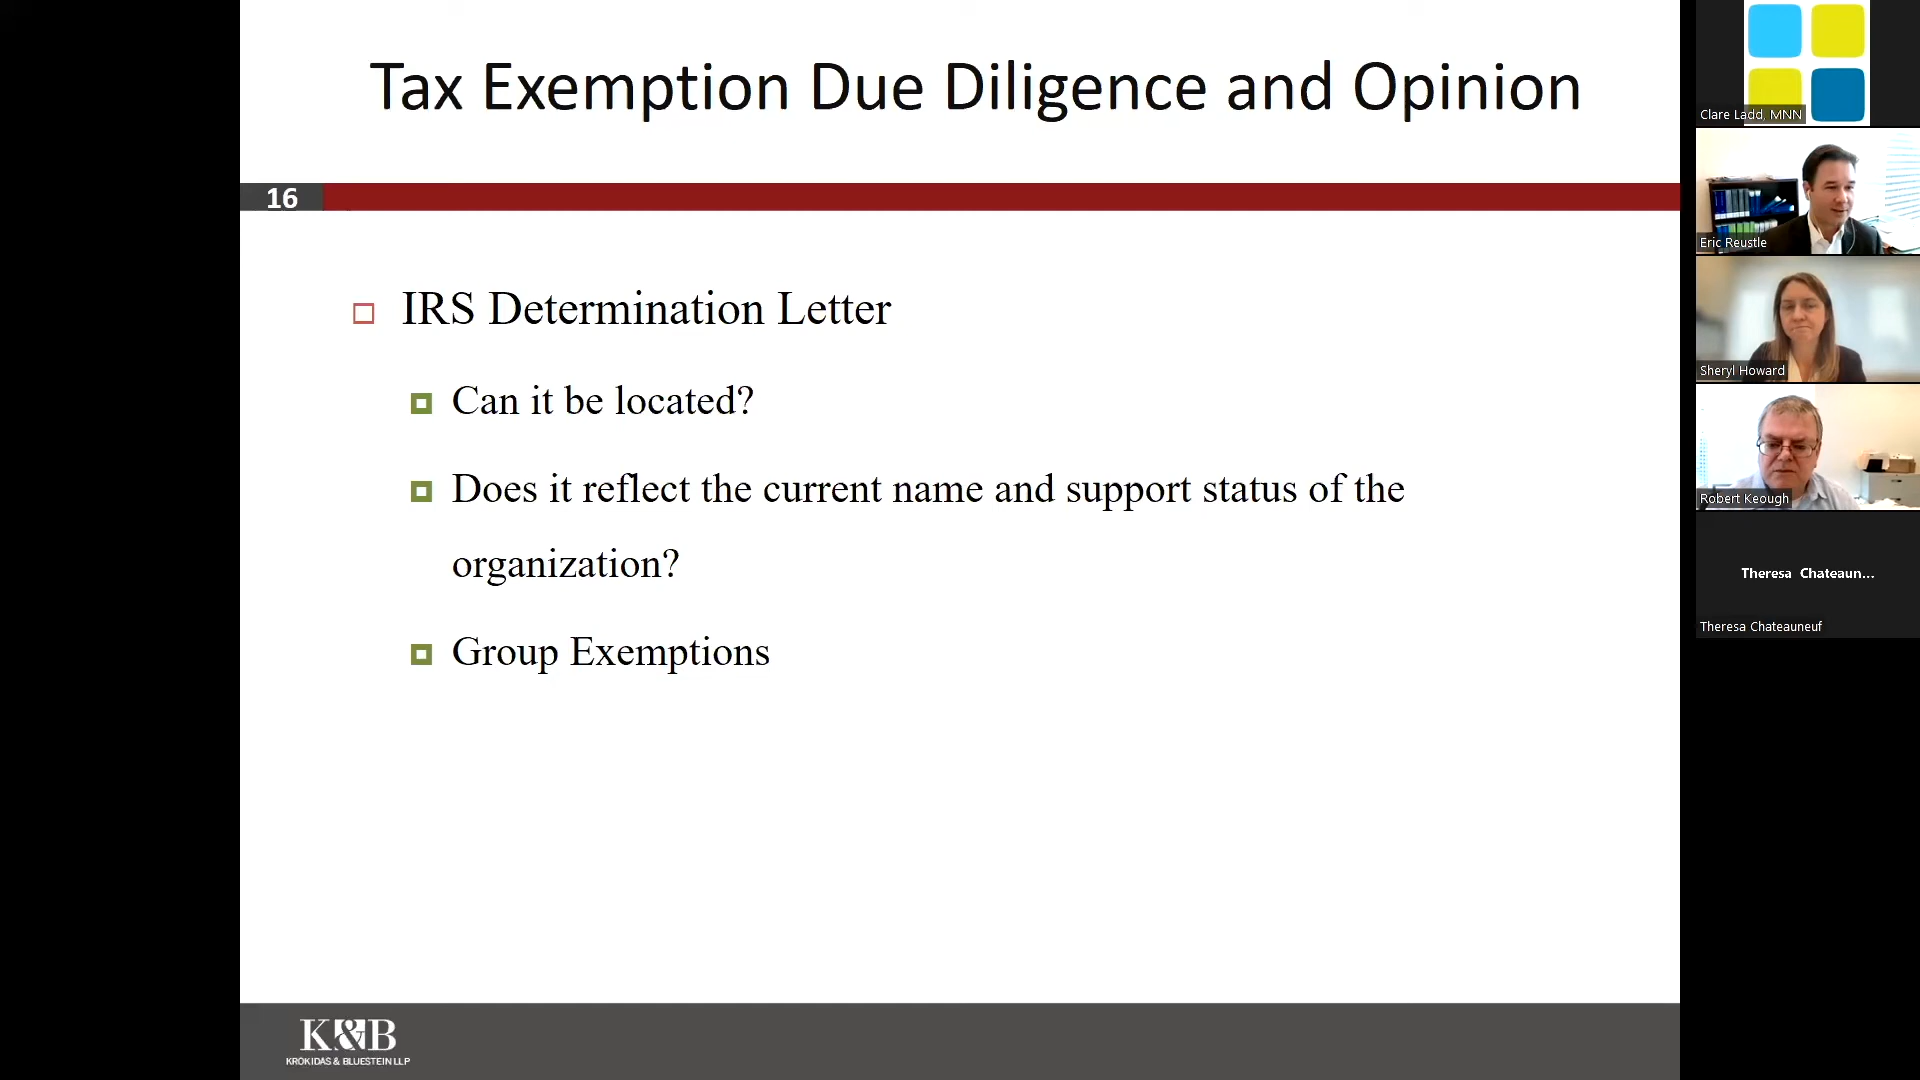 Tax Exemption Due Diligence and Opinion
16
IRS Determination Letter
Can it be located?
Does it reflect the current name and support status of the
organization?
Group Exemptions
K&B
KROKIDAS & BLUESTEIN LLP
Clare Ladd, MNN
Eric Reustle
Sheryl Howard
Robert Keough
Theresa Chateaun...
Theresa Chateauneuf